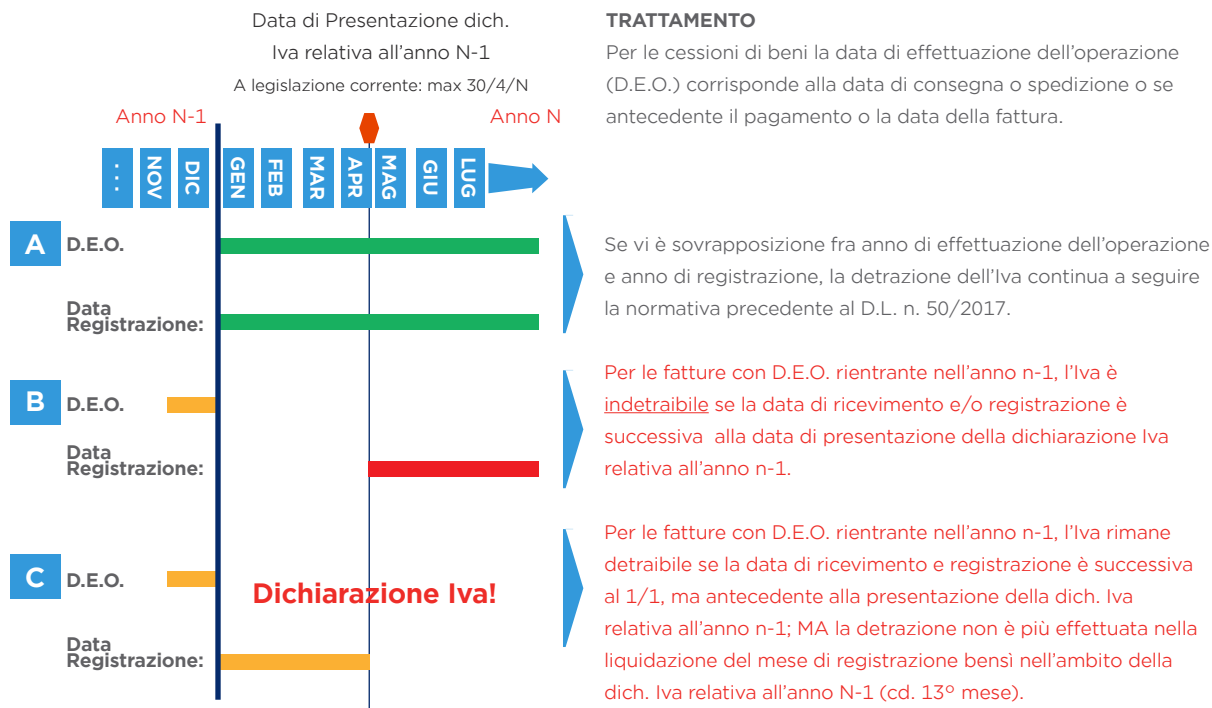 Data di Presentazione dich.
Iva relativa all'anno N-1
A legislazione corrente: max 30/4/N
Anno N-1
Anno N
. . .
NOV
DIC
GEN
FEB
MAR
APR
MAG
GIU
LUG
TRATTAMENTO
Per le cessioni di beni la data di effettuazione dell'operazione
(D.E.O.) corrisponde alla data di consegna o spedizione o se
antecedente il pagamento o la data della fattura.
A
D.E.O.
Data
Registrazione:
Se vi è sovrapposizione fra anno di effettuazione dell'operazione
e anno di registrazione, la detrazione dell'Iva continua a seguire
la normativa precedente al D.L. n. 50/2017.
B
D.E.O.
Data
Registrazione:
Per le fatture con D.E.O. rientrante nell'anno n-1, l'Iva è
indetraibile se la data di ricevimento e/o registrazione è
successiva alla data di presentazione della dichiarazione Iva
relativa all'anno n-1.
C
D.E.O.
Dichiarazione Iva!
Data
Registrazione:
Per le fatture con D.E.O. rientrante nell'anno n-1, l'Iva rimane
detraibile se la data di ricevimento e registrazione è successiva
al 1/1, ma antecedente alla presentazione della dich. Iva
relativa all'anno n-1; MA la detrazione non è più effettuata nella
liquidazione del mese di registrazione bensì nell'ambito della
dich. Iva relativa all'anno N-1 (cd. 13º mese).